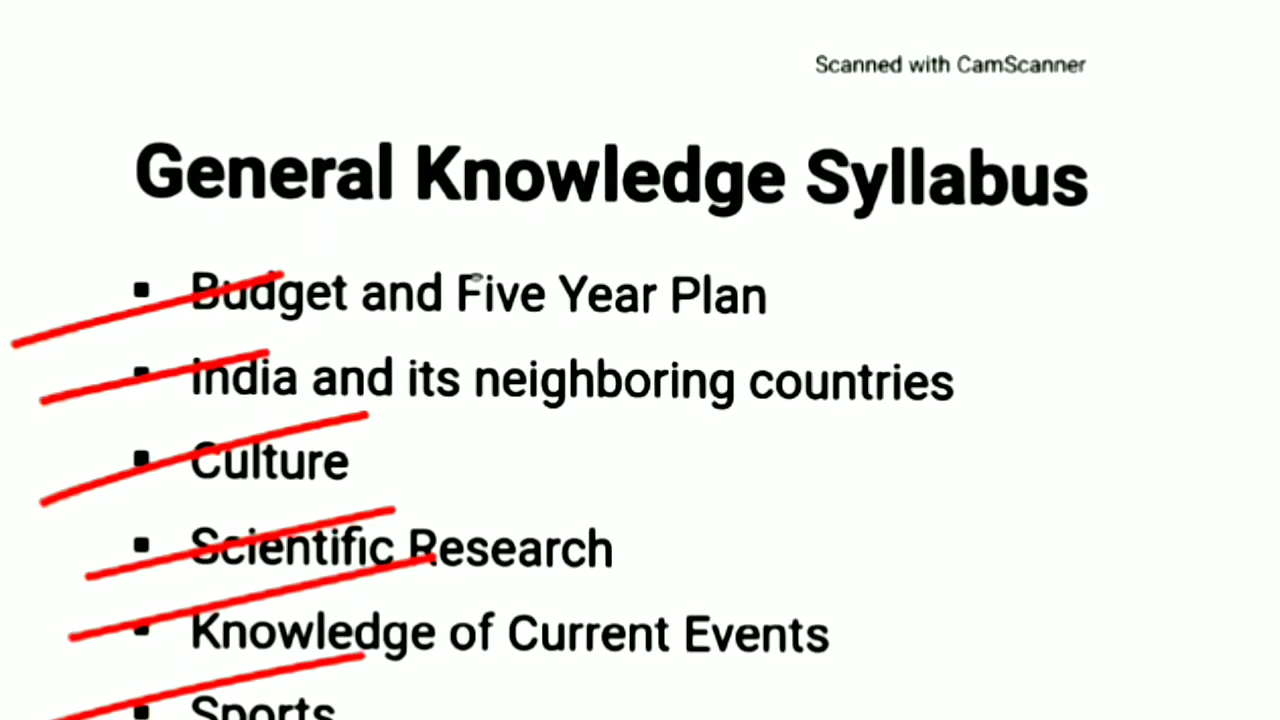 Scanned with CamScanner
General Knowledge Syllabus
▪ Budget and Five Year Plan
▪ India and its neighboring countries
▪ Culture
▪ Scientific Research
▪ Knowledge of Current Events
▪ Sports